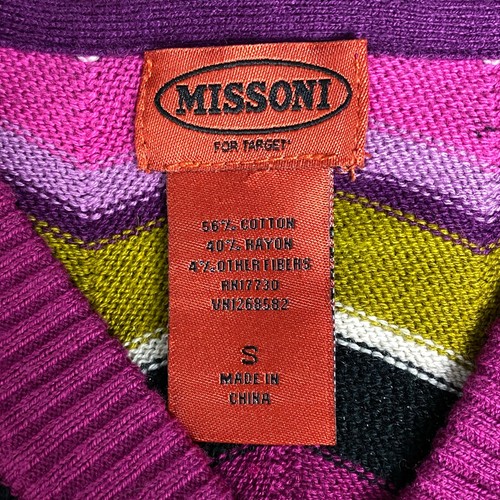 MISSONI
FOR TARGET
56% COTTON
40% RAYON
4% OTHER FIBERS
RN17730
VN1268582
S
MADE IN
CHINA